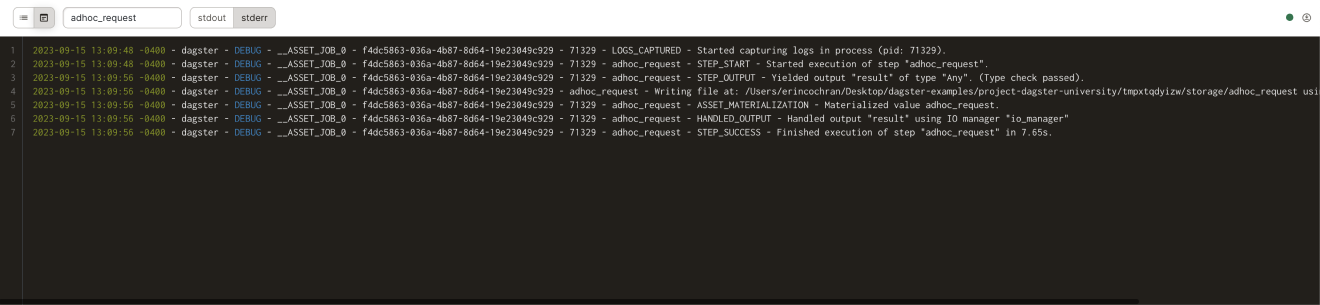 adhoc_request stdout stderr
1 2023-09-15 13:09:48 -0400 - dagster - DEBUG - __ASSET_JOB_0 - f4dc5863-036a-4b87-8d64-19e23049c929 - 71329 - LOGS_CAPTURED - Started capturing logs in process (pid: 71329).
2 2023-09-15 13:09:48 -0400 - dagster - DEBUG - __ASSET_JOB_0 - f4dc5863-036a-4b87-8d64-19e23049c929 - 71329 - adhoc_request - STEP_START - Started execution of step "adhoc_request".
3 2023-09-15 13:09:56 -0400 - dagster - DEBUG - __ASSET_JOB_0 - f4dc5863-036a-4b87-8d64-19e23049c929 - 71329 - adhoc_request - STEP_OUTPUT - Yielded output "result" of type "Any". (Type check passed).
4 2023-09-15 13:09:56 -0400 - dagster - DEBUG - __ASSET_JOB_0 - f4dc5863-036a-4b87-8d64-19e23049c929 - adhoc_request - Writing file at: /Users/erincochran/Desktop/dagster-examples/project-dagster-university/tmpxtqdyizw/storage/adhoc_request usi
5 2023-09-15 13:09:56 -0400 - dagster - DEBUG - __ASSET_JOB_0 - f4dc5863-036a-4b87-8d64-19e23049c929 - 71329 - adhoc_request - ASSET_MATERIALIZATION - Materialized value adhoc_request.
6 2023-09-15 13:09:56 -0400 - dagster - DEBUG - __ASSET_JOB_0 - f4dc5863-036a-4b87-8d64-19e23049c929 - 71329 - adhoc_request - HANDLED_OUTPUT - Handled output "result" using IO manager "io_manager"
7 2023-09-15 13:09:56 -0400 - dagster - DEBUG - __ASSET_JOB_0 - f4dc5863-036a-4b87-8d64-19e23049c929 - 71329 - adhoc_request - STEP_SUCCESS - Finished execution of step "adhoc_request" in 7.65s.